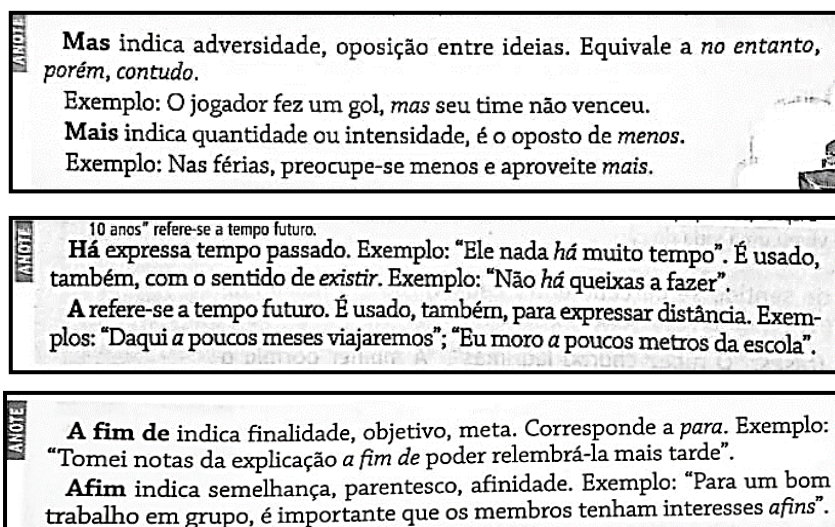 ANOTE
Mas indica adversidade, oposição entre ideias. Equivale a no entanto,
porém, contudo.
Exemplo: O jogador fez um gol, mas seu time não venceu.
Mais indica quantidade ou intensidade, é o oposto de menos.
Exemplo: Nas férias, preocupe-se menos e aproveite mais.
ANOTE
10 anos" refere-se a tempo futuro.
Há expressa tempo passado. Exemplo: "Ele nada há muito tempo". É usado,
também, com o sentido de existir. Exemplo: "Não há queixas a fazer".
A refere-se a tempo futuro. É usado, também, para expressar distância. Exem-
plos: "Daqui a poucos meses viajaremos"; "Eu moro a poucos metros da escola".
ANOTE
A fim de indica finalidade, objetivo, meta. Corresponde a para. Exemplo:
"Tomei notas da explicação a fim de poder relembrá-la mais tarde".
Afim indica semelhança, parentesco, afinidade. Exemplo: "Para um bom
trabalho em grupo, é importante que os membros tenham interesses afins".